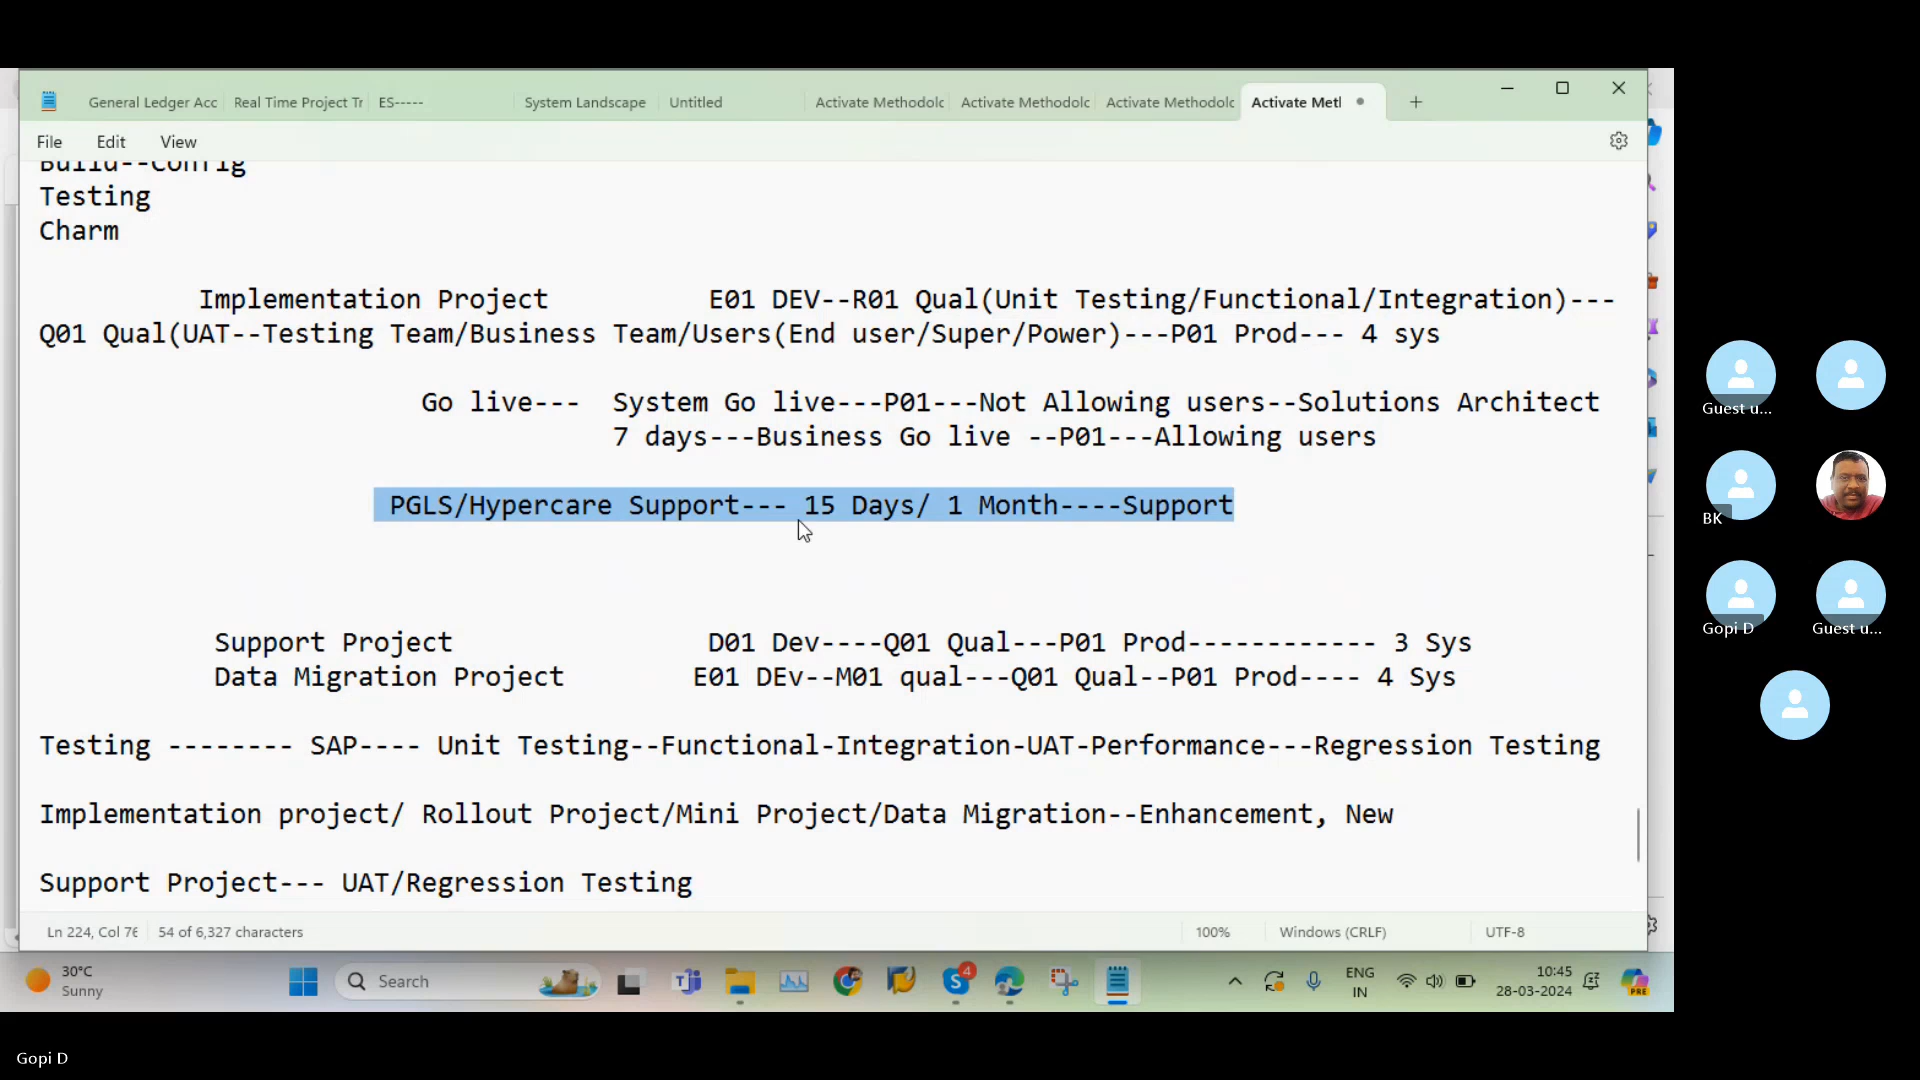 General Ledger Acc Real Time Project Tr ES----- System Landscape Untitled Activate Methodolc Activate Methodolc Activate Methodolc Activate Metl
File Edit View
Build--Config
Testing
Charm
Implementation Project E01 DEV--R01 Qual(Unit Testing/Functional/Integration)---
Q01 Qual(UAT--Testing Team/Business Team/Users(End user/Super/Power)---P01 Prod--- 4 sys
Go live--- System Go live---P01---Not Allowing users--Solutions Architect
7 days---Business Go live --P01---Allowing users
PGLS/Hypercare Support--- 15 Days/ 1 Month----Support
Support Project D01 Dev----Q01 Qual---P01 Prod------------ 3 Sys
Data Migration Project E01 DEv--M01 qual---Q01 Qual--P01 Prod---- 4 Sys
Testing -------- SAP---- Unit Testing--Functional-Integration-UAT-Performance---Regression Testing
Implementation project/ Rollout Project/Mini Project/Data Migration--Enhancement, New
Support Project--- UAT/Regression Testing
Ln 224, Col 76 54 of 6,327 characters 100% Windows (CRLF) UTF-8
30°C
Sunny
Search
4
ENG
IN
10:45
28-03-2024
PRE
Guest u...
BK
Gopi D
Guest u...
Gopi D